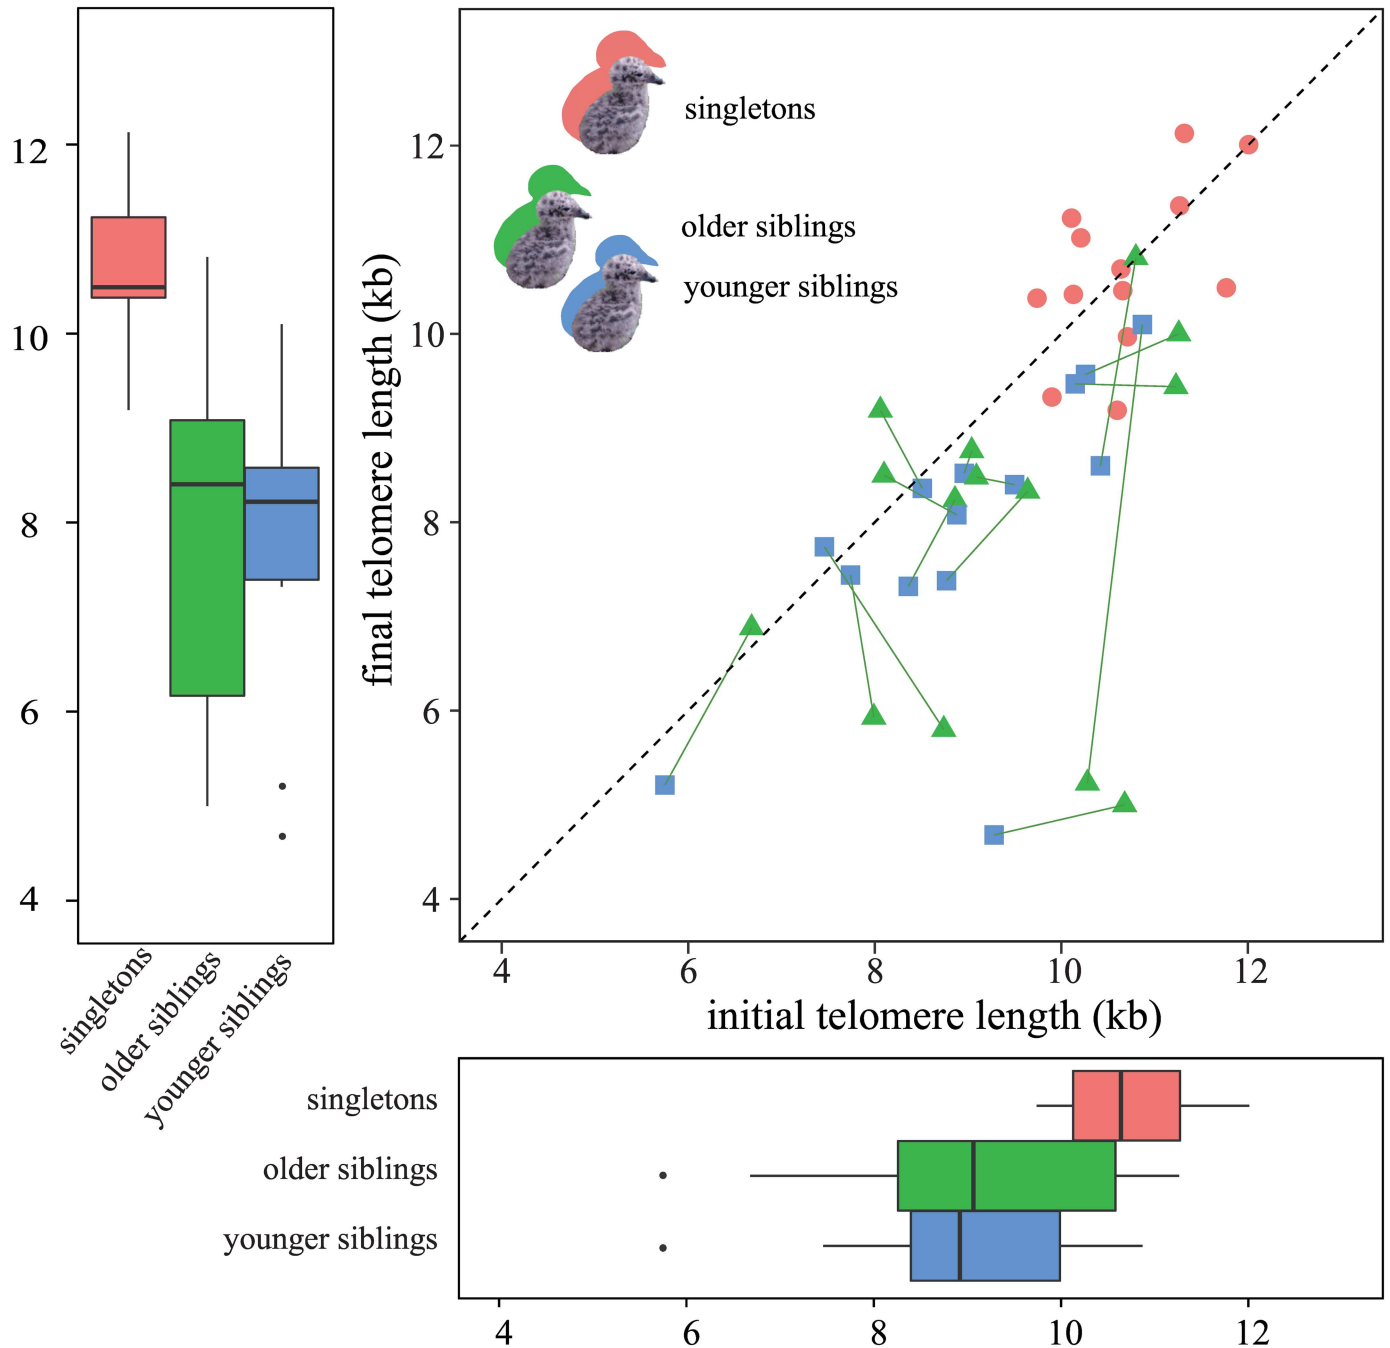 12
10
8
6
4
singletons
older siblings
younger siblings
singletons
older siblings
younger siblings
final telomere length (kb)
12
10
8
6
4
4 6 8 10 12
initial telomere length (kb)
singletons
older siblings
younger siblings
4 6 8 10 12